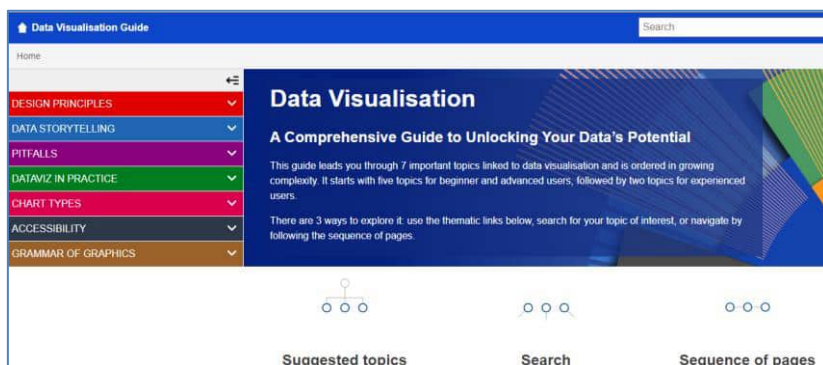 Data Visualisation Guide
Search
Home
DESIGN PRINCIPLES
DATA STORYTELLING
PITFALLS
DATAVIZ IN PRACTICE
CHART TYPES
ACCESSIBILITY
GRAMMAR OF GRAPHICS
Data Visualisation
A Comprehensive Guide to Unlocking Your Data's Potential
This guide leads you through 7 important topics linked to data visualisation and is ordered in growing
complexity. It starts with five topics for beginner and advanced users, followed by two topics for experienced
users.
There are 3 ways to explore it: use the thematic links below, search for your topic of interest, or navigate by
following the sequence of pages.
Suggested topics
Search
Sequence of pages